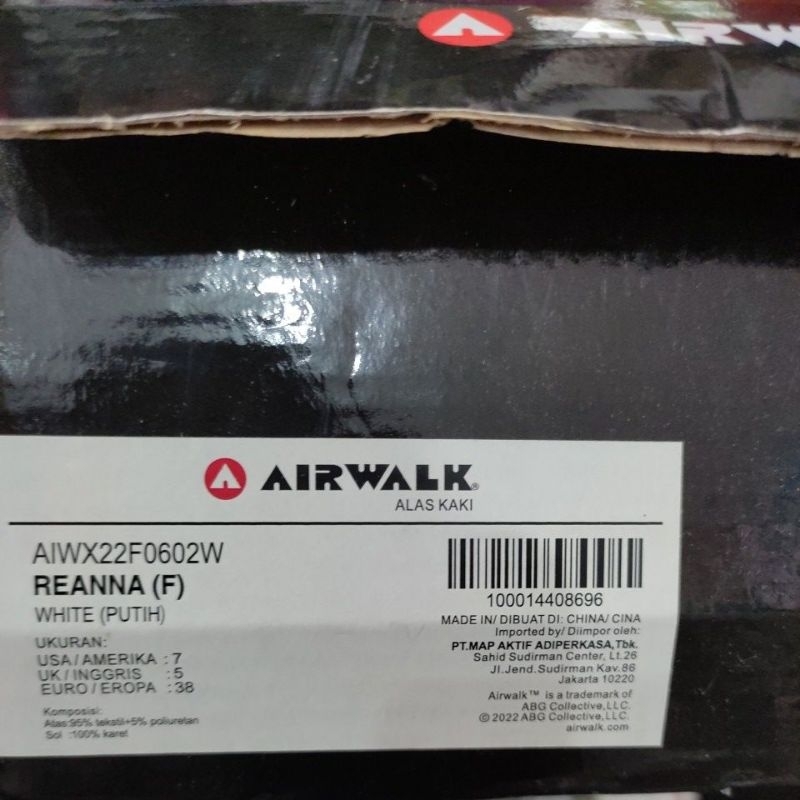 AIRW
AIRWALK®
ALAS KAKI
AIWX22F0602W
REANNA (F)
WHITE (PUTIH)
UKURAN:
USA / AMERIKA : 7
UK / INGGRIS : 5
EURO / EROPA : 38
Komposisi:
Atas:95% tekstil+5% poliuretan
Sol :100% karet
100014408696
MADE IN/ DIBUAT DI: CHINA/ CINA
Imported by/ Diimpor oleh:
PT.MAP AKTIF ADIPERKASA,Tbk.
Sahid Sudirman Center, Lt.26
Jl.Jend.Sudirman Kav.86
Jakarta 10220
Airwalk™ is a trademark of
ABG Collective,LLC.
© 2022 ABG Collective,LLC.
airwalk.com